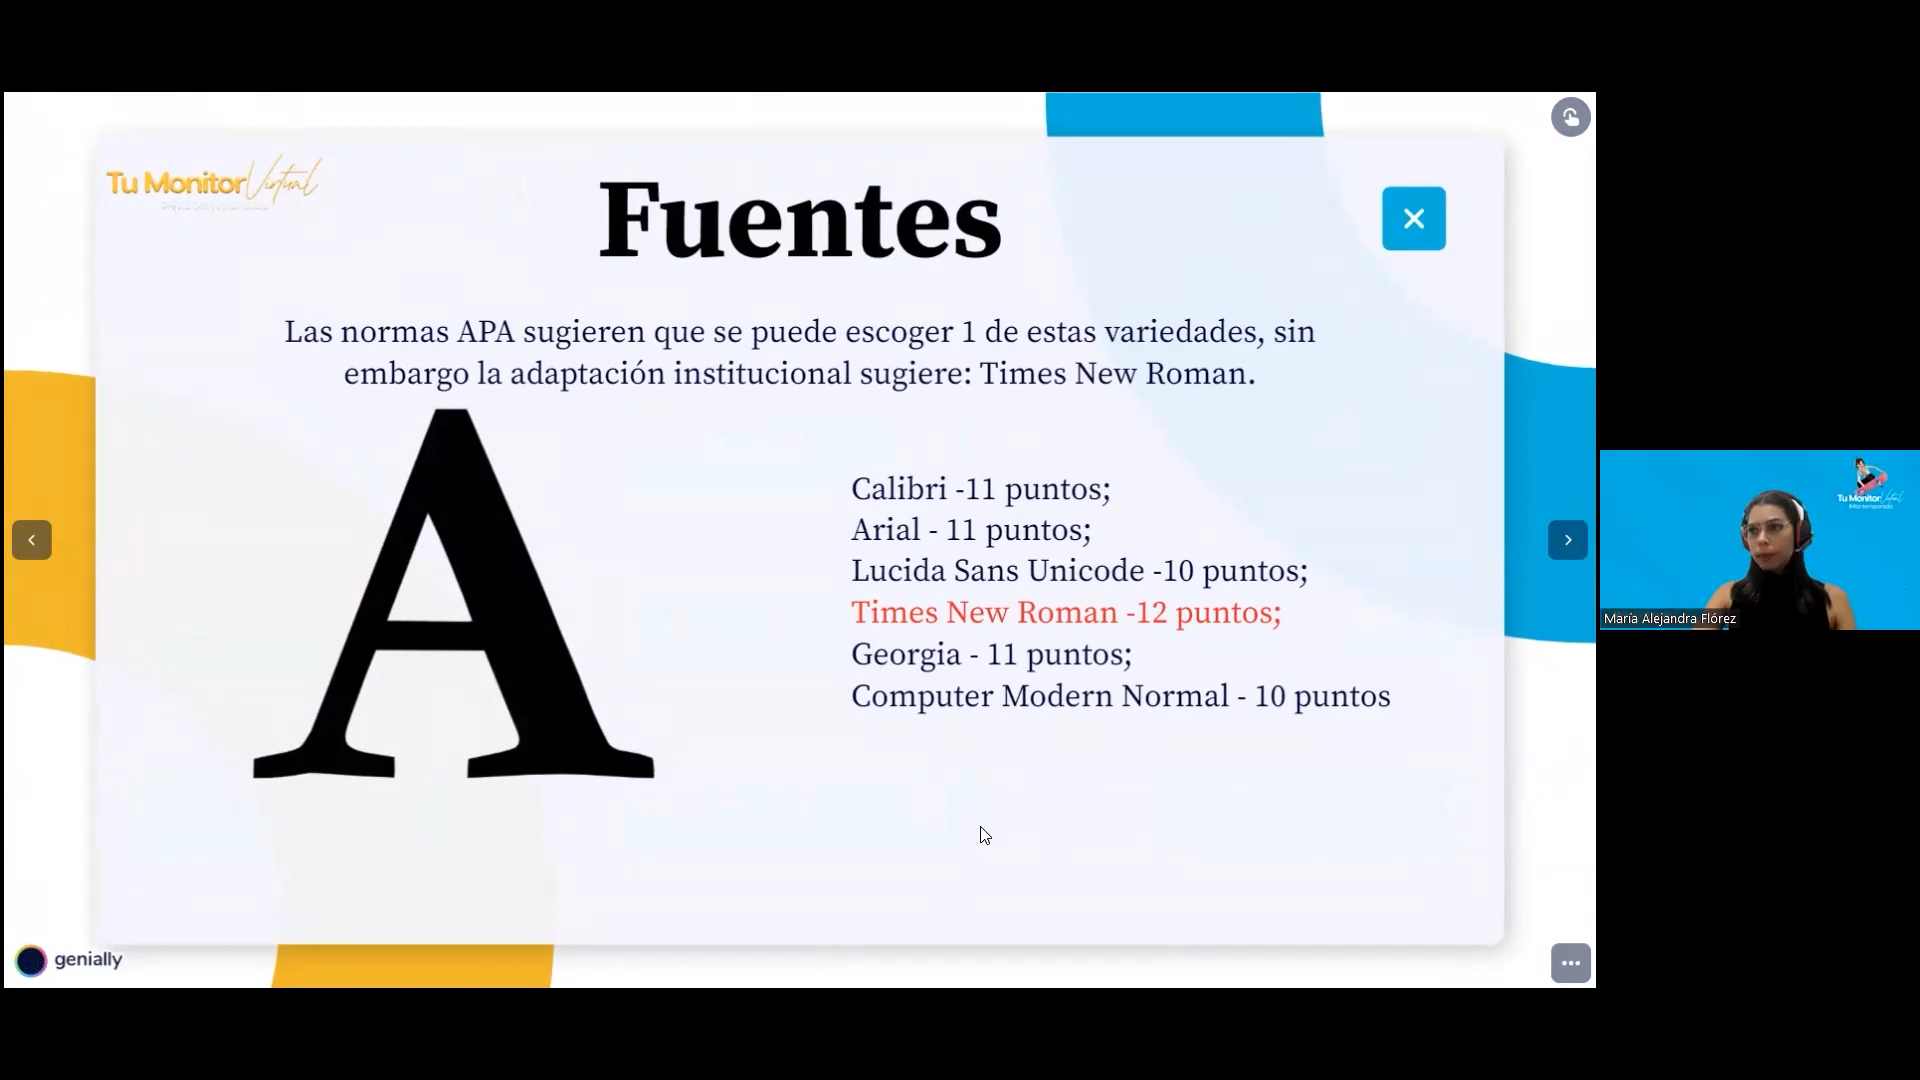 Tu Monitor Virtual
Fuentes
Las normas APA sugieren que se puede escoger 1 de estas variedades, sin
embargo la adaptación institucional sugiere: Times New Roman.
A
Calibri -11 puntos;
Arial - 11 puntos;
Lucida Sans Unicode -10 puntos;
Times New Roman -12 puntos;
Georgia - 11 puntos;
Computer Modern Normal - 10 puntos
Tu Monitor Virtual
María Alejandra Flórez
genially